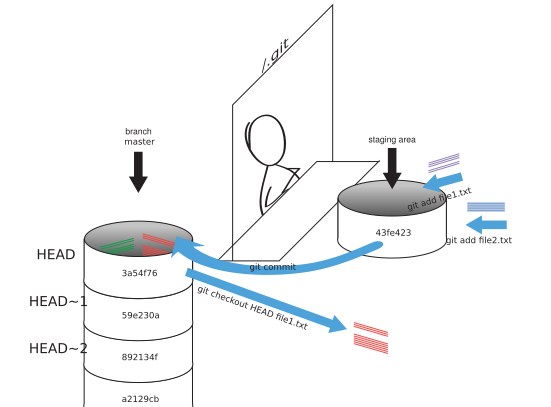 /.git
branch
master
staging area
git add file1.txt
43fe423
git add file2.txt
HEAD
git commit
3a54f76
git checkout HEAD file1.txt
HEAD~1
59e230a
HEAD~2
892134f
a2129cb